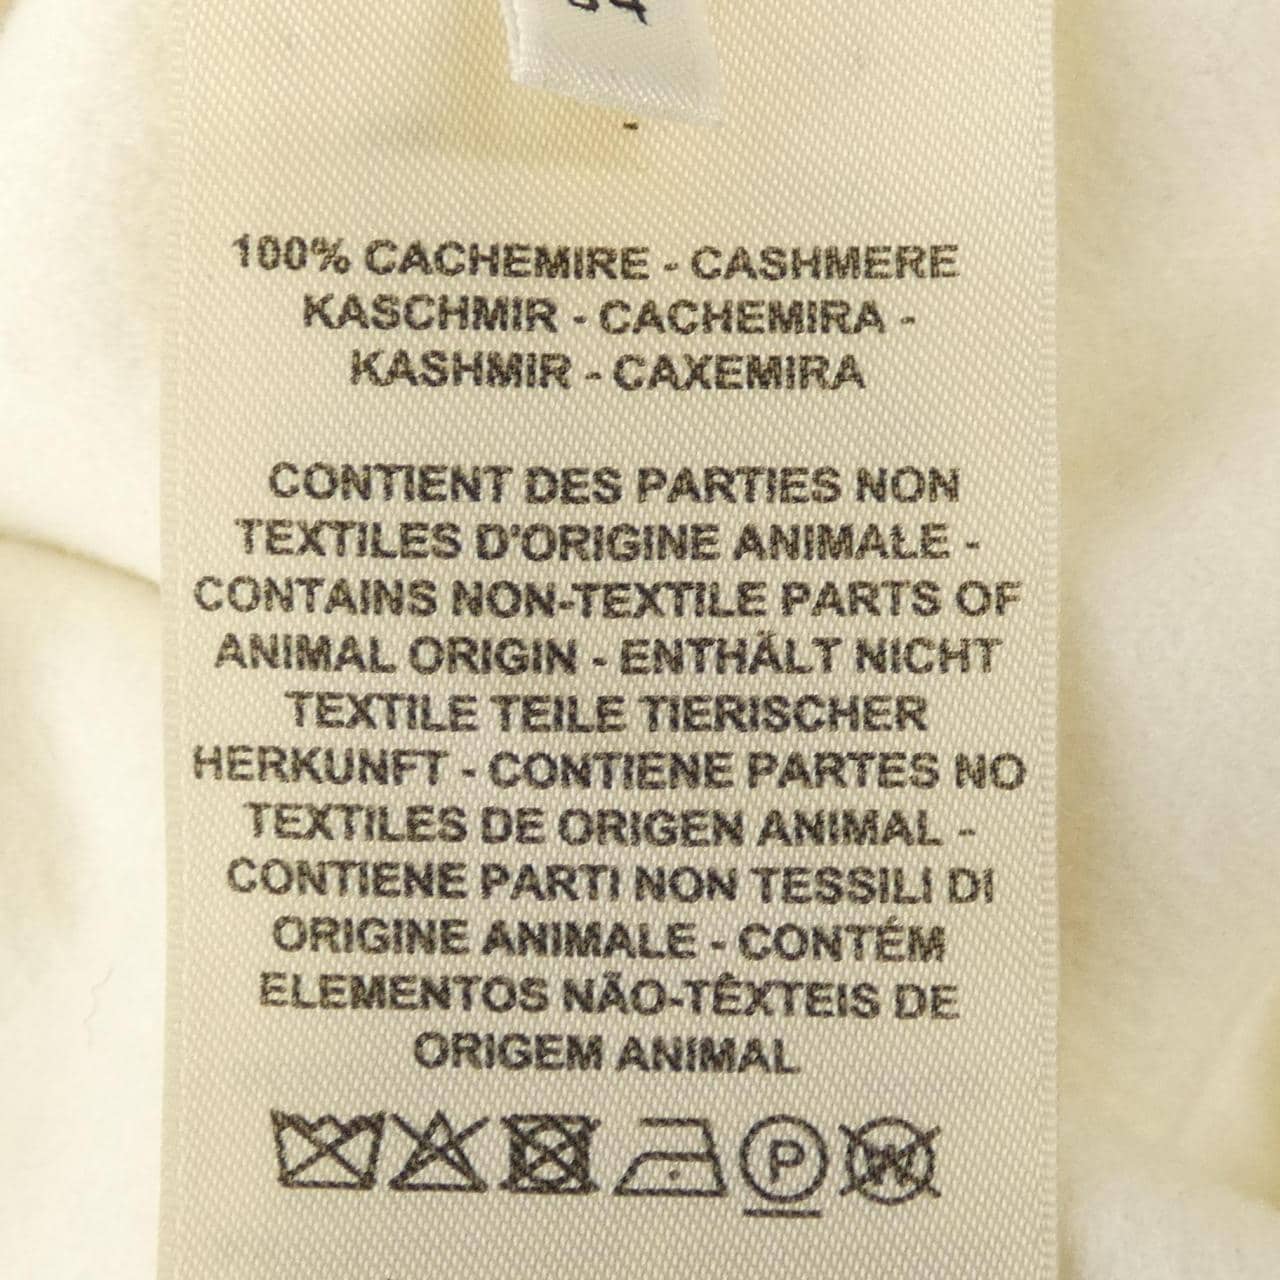 100% CACHEMIRE - CASHMERE
KASCHMIR - CACHEMIRA -
KASHMIR - CAXEMIRA
CONTIENT DES PARTIES NON
TEXTILES D'ORIGINE ANIMALE -
CONTAINS NON-TEXTILE PARTS OF
ANIMAL ORIGIN - ENTHÄLT NICHT
TEXTILE TEILE TIERISCHER
HERKUNFT - CONTIENE PARTES NO
TEXTILES DE ORIGEN ANIMAL -
CONTIENE PARTI NON TESSILI DI
ORIGINE ANIMALE - CONTÉM
ELEMENTOS NÃO-TÊXTEIS DE
ORIGEM ANIMAL
P W